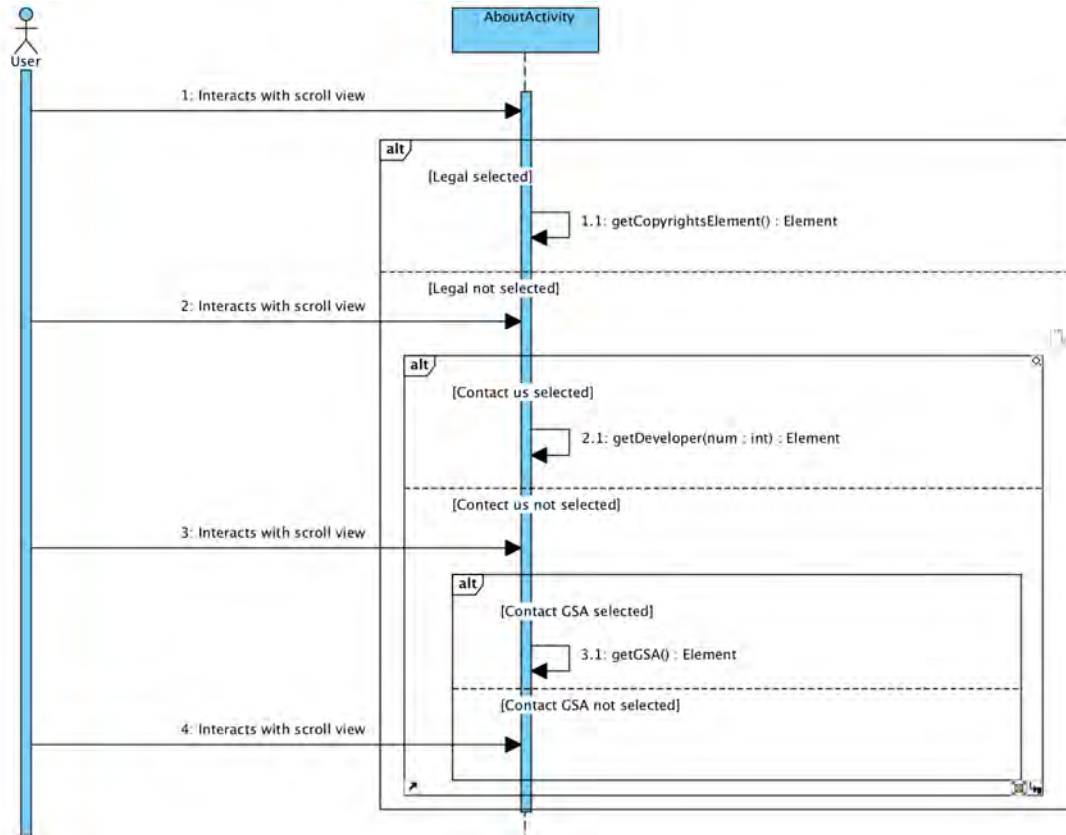 AboutActivity
User
1: Interacts with scroll view
alt
[Legal selected]
1.1: getCopyrightsElement() : Element
[Legal not selected]
2: Interacts with scroll view
alt
[Contact us selected]
2.1: getDeveloper(num : int) : Element
[Contect us not selected]
3: Interacts with scroll view
alt
[Contact GSA selected]
3.1: getGSA() : Element
[Contact GSA not selected]
4: Interacts with scroll view